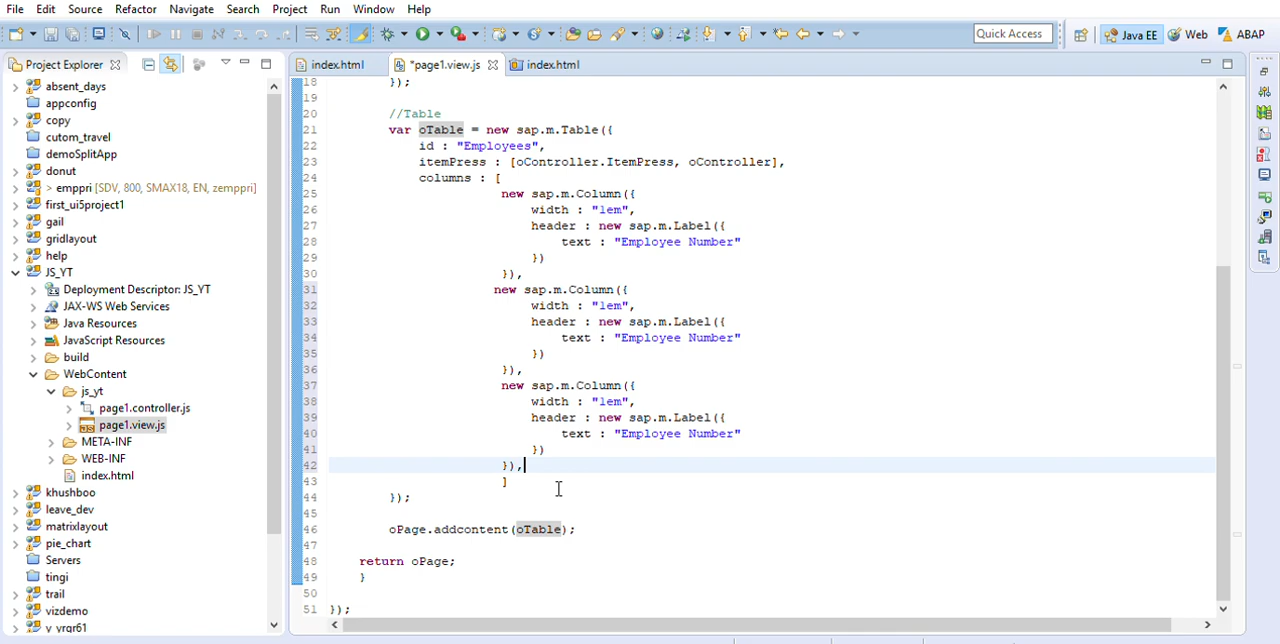 File Edit Source Refactor Navigate Search Project Run Window Help
Quick Access Java EE Web ABAP
Project Explorer
index.html *page1.view.js index.html
absent_days
appconfig
copy
cutom_travel
demoSplitApp
donut
> emppri [SDV, 800, SMAX18, EN, zemppri]
first_ui5project1
gail
gridlayout
help
JS_YT
Deployment Descriptor: JS_YT
JAX-WS Web Services
Java Resources
JavaScript Resources
build
WebContent
js_yt
page1.controller.js
page1.view.js
META-INF
WEB-INF
index.html
khushboo
leave_dev
matrixlayout
pie_chart
Servers
tingi
trail
vizdemo
18 });
19
20 //Table
21 var oTable = new sap.m.Table({
22 id : "Employees",
23 itemPress : [oController.ItemPress, oController],
24 columns : [
25 new sap.m.Column({
26 width : "1em",
27 header : new sap.m.Label({
28 text : "Employee Number"
29 })
30 }),
31 new sap.m.Column({
32 width : "1em",
33 header : new sap.m.Label({
34 text : "Employee Number"
35 })
36 }),
37 new sap.m.Column({
38 width : "1em",
39 header : new sap.m.Label({
40 text : "Employee Number"
41 })
42 }),
43 ]
44 });
45
46 oPage.addcontent(oTable);
47
48 return oPage;
49 }
50
51 });